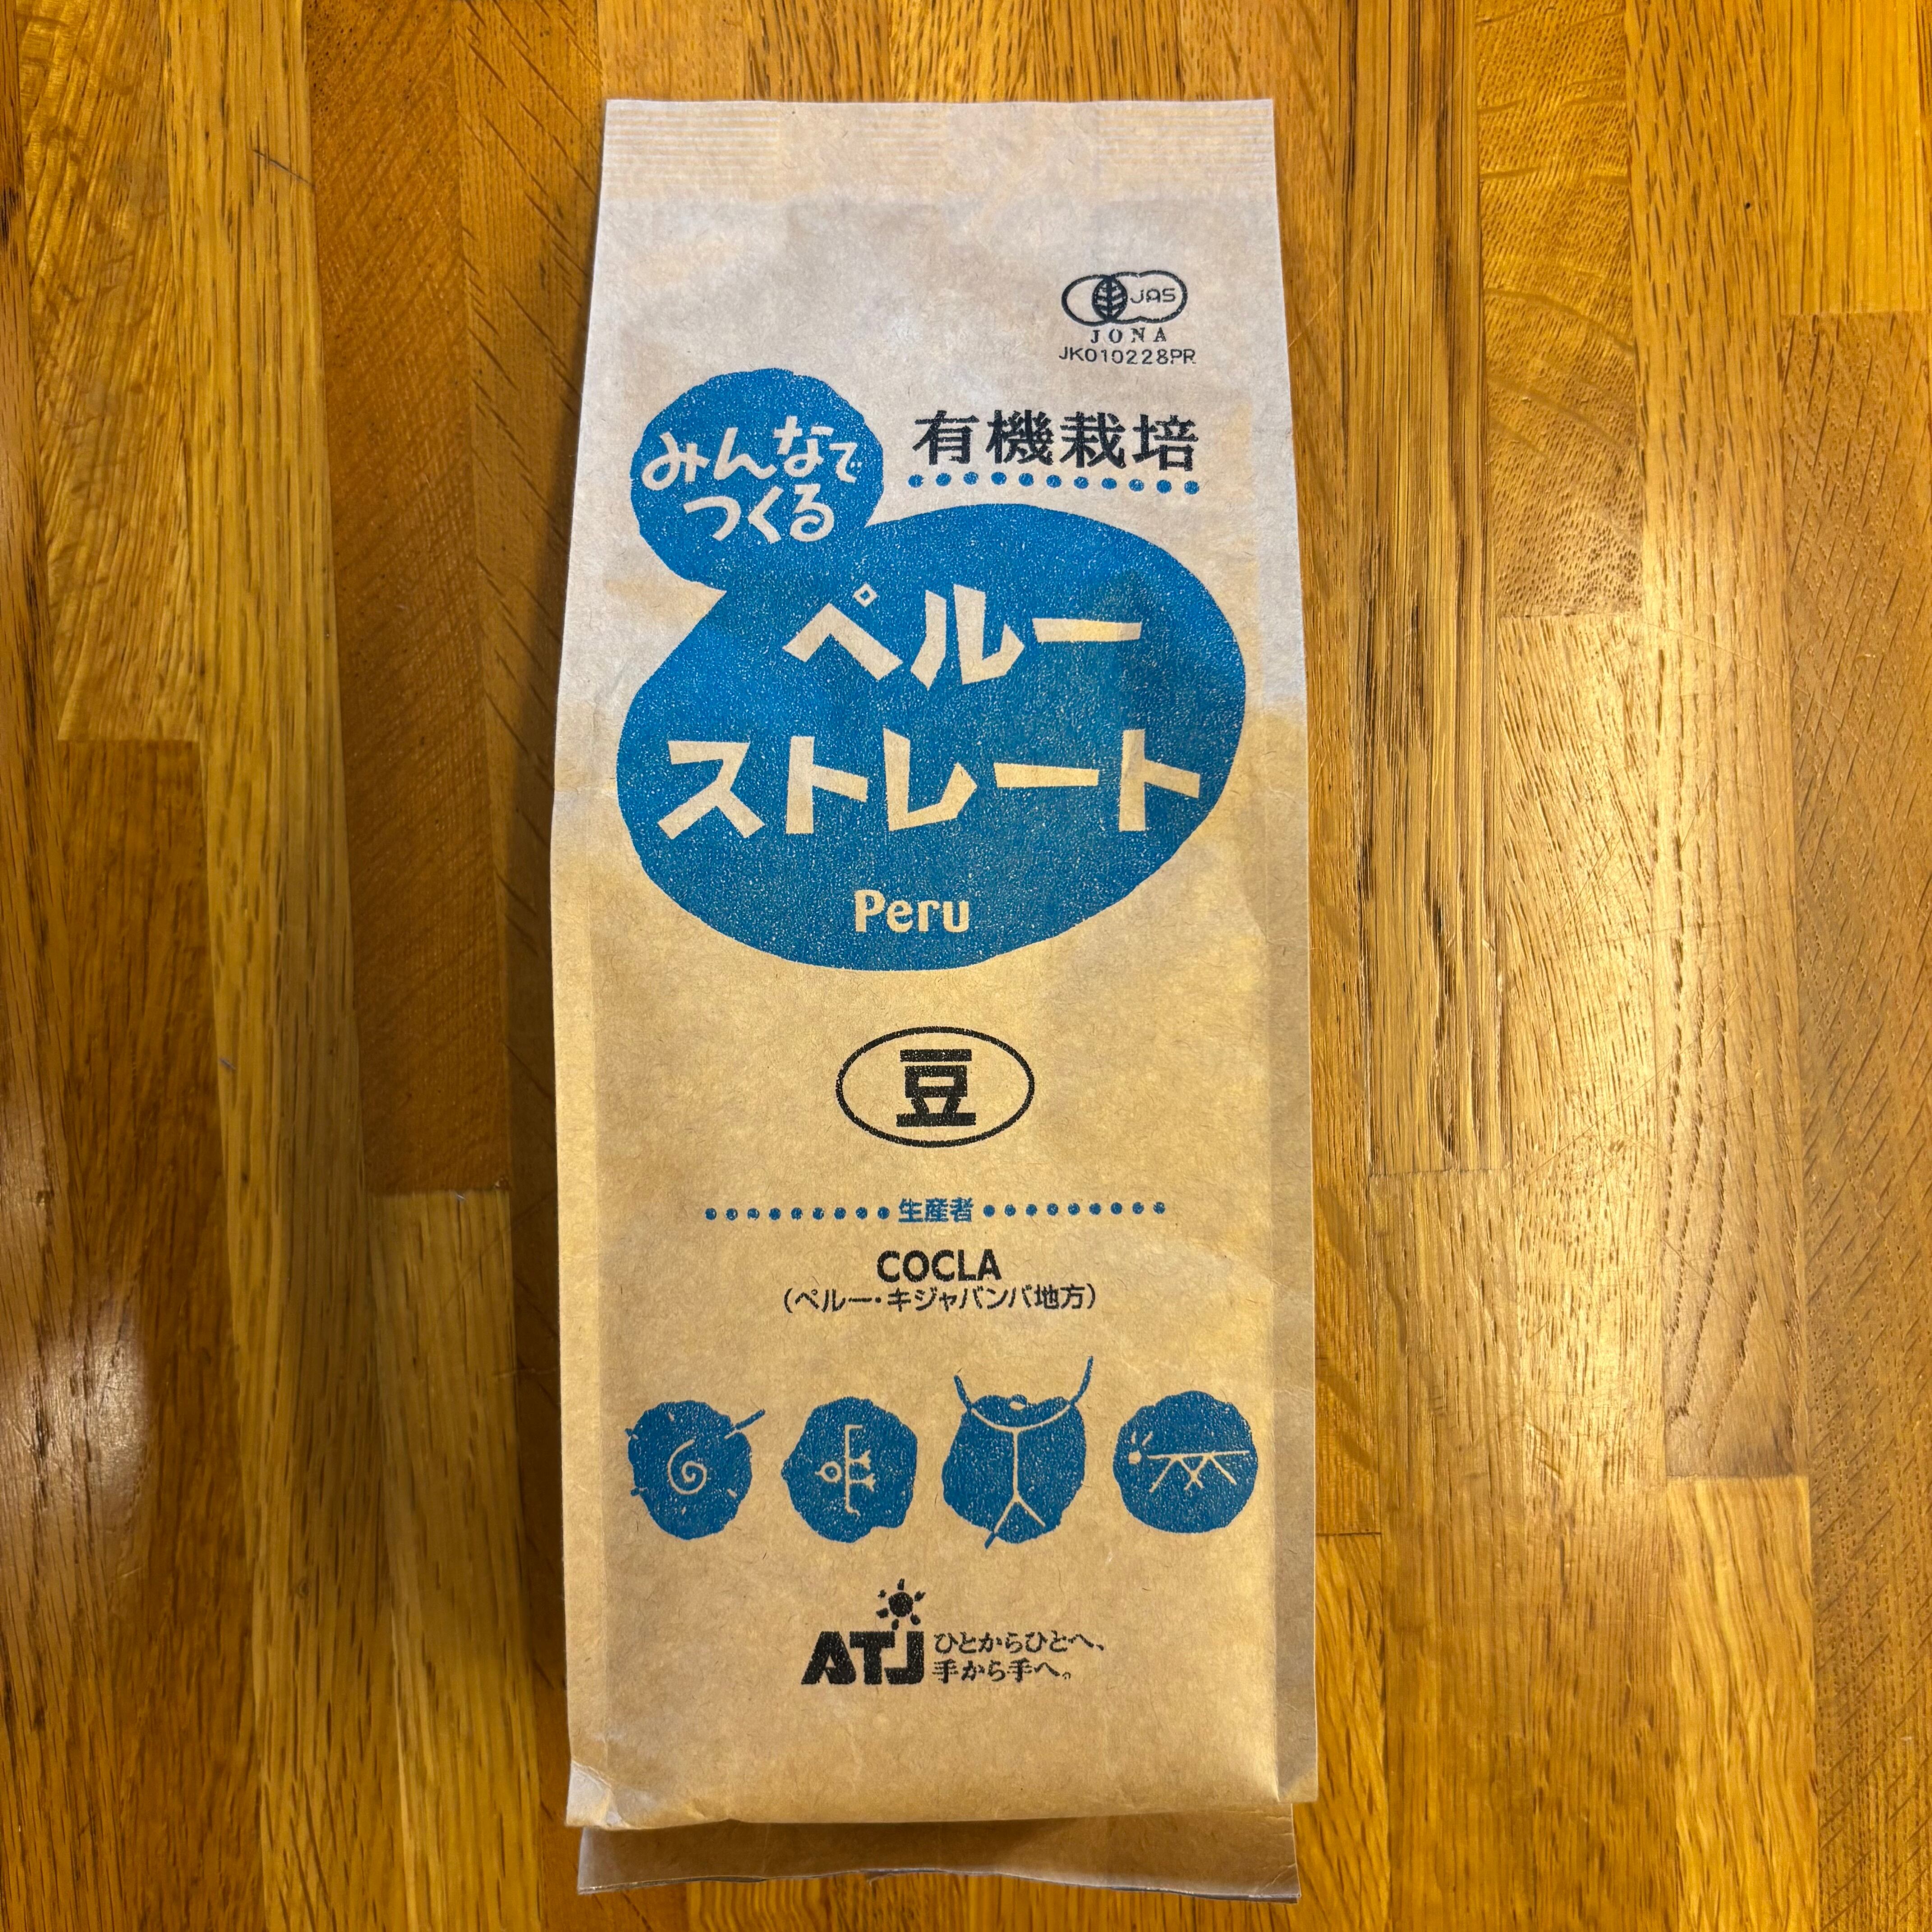 JAS
JONA
JK010228PR
みんなで
つくる
有機栽培
ペルー
ストレート
Peru
豆
生産者
COCLA
(ペルー・キジャバンバ地方)
ATJ
ひとからひとへ、
手から手へ。